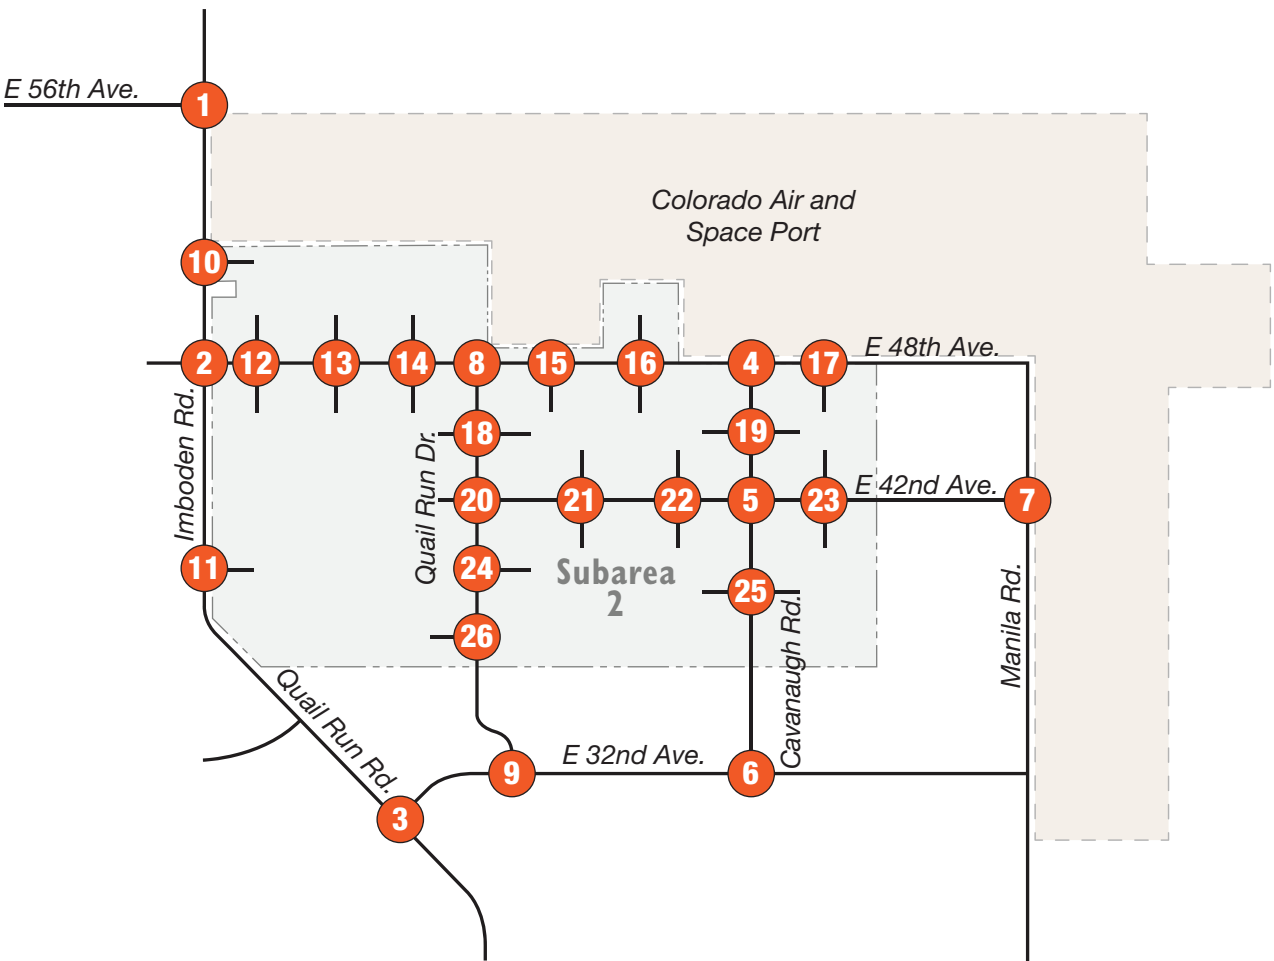 E 56th Ave.
1
Colorado Air and
Space Port
10
2
12
13
14
8
15
16
4
17
E 48th Ave.
Imboden Rd.
Quail Run Dr.
18
19
20
21
22
5
23
E 42nd Ave.
7
11
24
Subarea
2
25
Cavanaugh Rd.
Manila Rd.
26
Quail Run Rd.
E 32nd Ave.
9
6
3